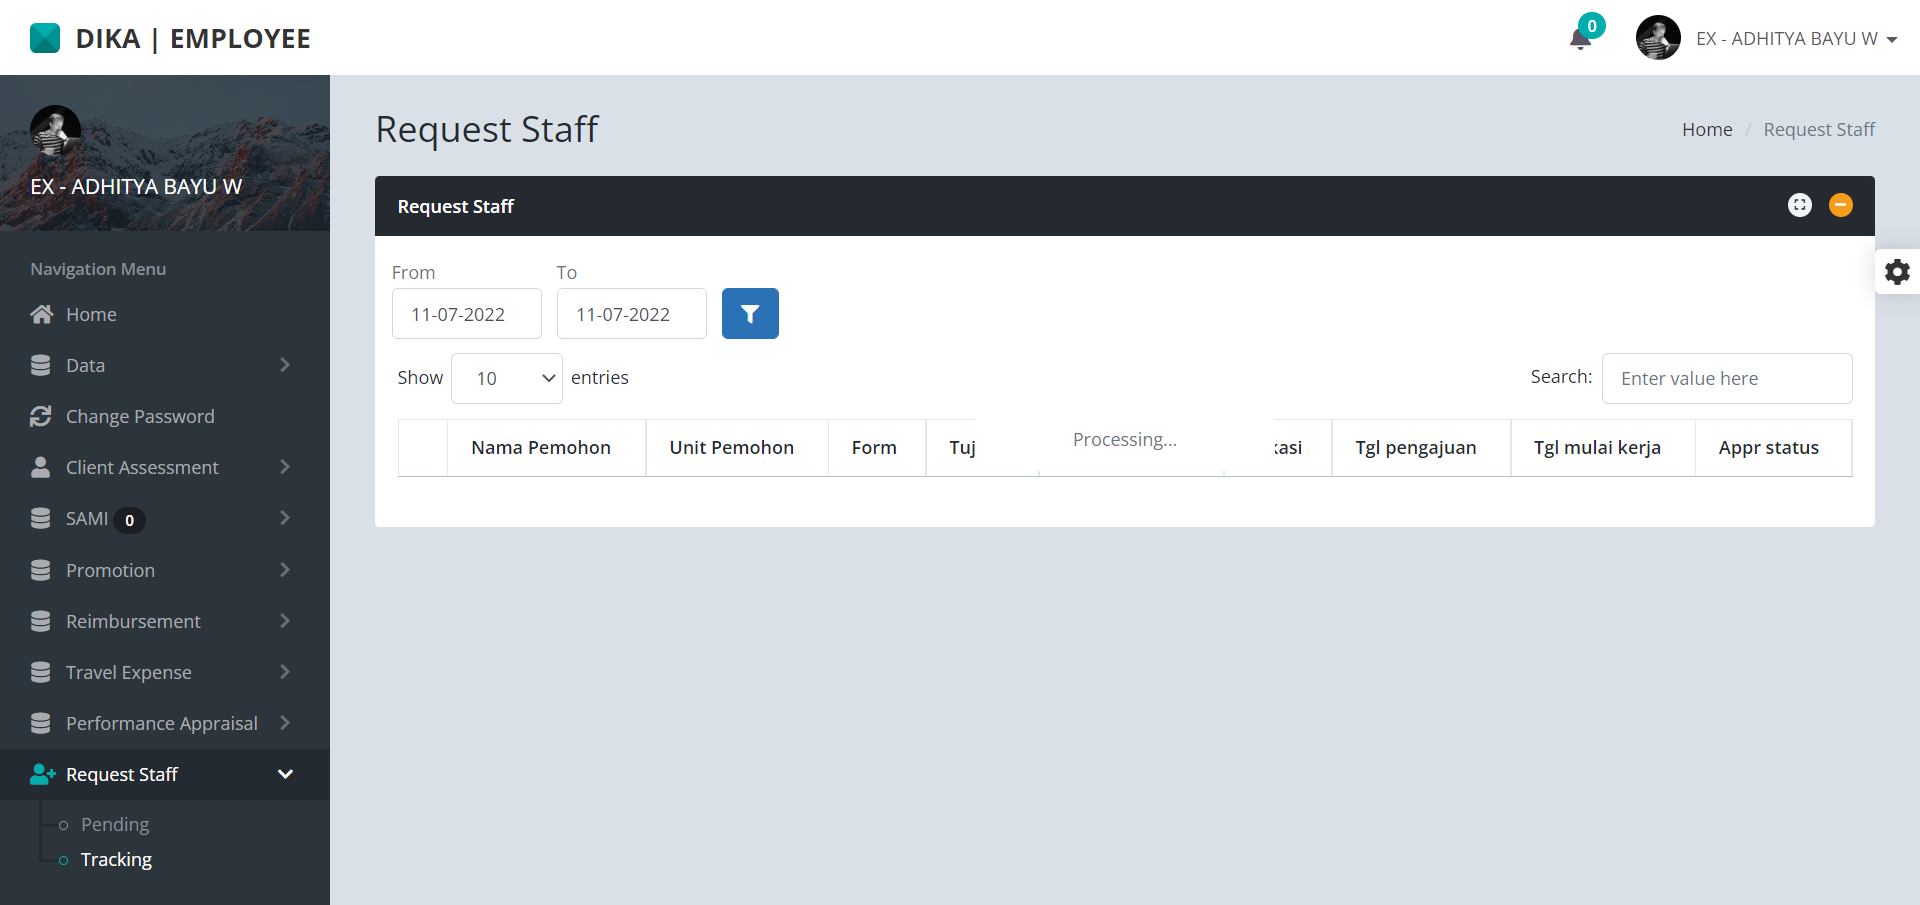 DIKA | EMPLOYEE
0
EX - ADHITYA BAYU W
EX - ADHITYA BAYU W
Navigation Menu
Home
Data
Change Password
Client Assessment
SAMI 0
Promotion
Reimbursement
Travel Expense
Performance Appraisal
Request Staff
Pending
Tracking
Request Staff
Home / Request Staff
Request Staff
From To
11-07-2022 11-07-2022
Show 10 entries
Search: Enter value here
Nama Pemohon Unit Pemohon Form Tuj Processing... kasi Tgl pengajuan Tgl mulai kerja Appr status